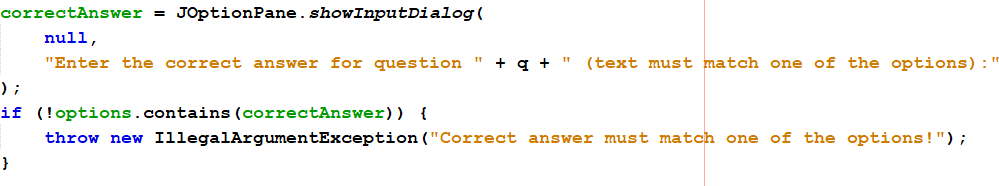 correctAnswer = JOptionPane.showInputDialog(
    null,
    "Enter the correct answer for question " + q + " (text must match one of the options):"
);
if (!options.contains(correctAnswer)) {
    throw new IllegalArgumentException("Correct answer must match one of the options!");
}